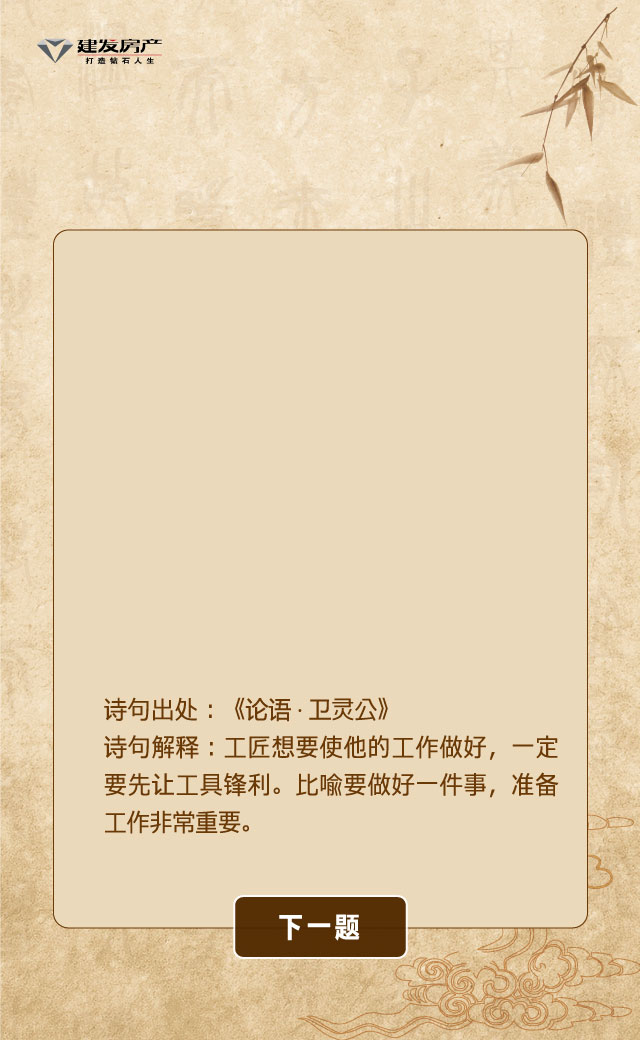 建发房产
打造钻石人生
诗句出处：《论语·卫灵公》
诗句解释：工匠想要使他的工作做好，一定
要先让工具锋利。比喻要做好一件事，准备
工作非常重要。
下一题